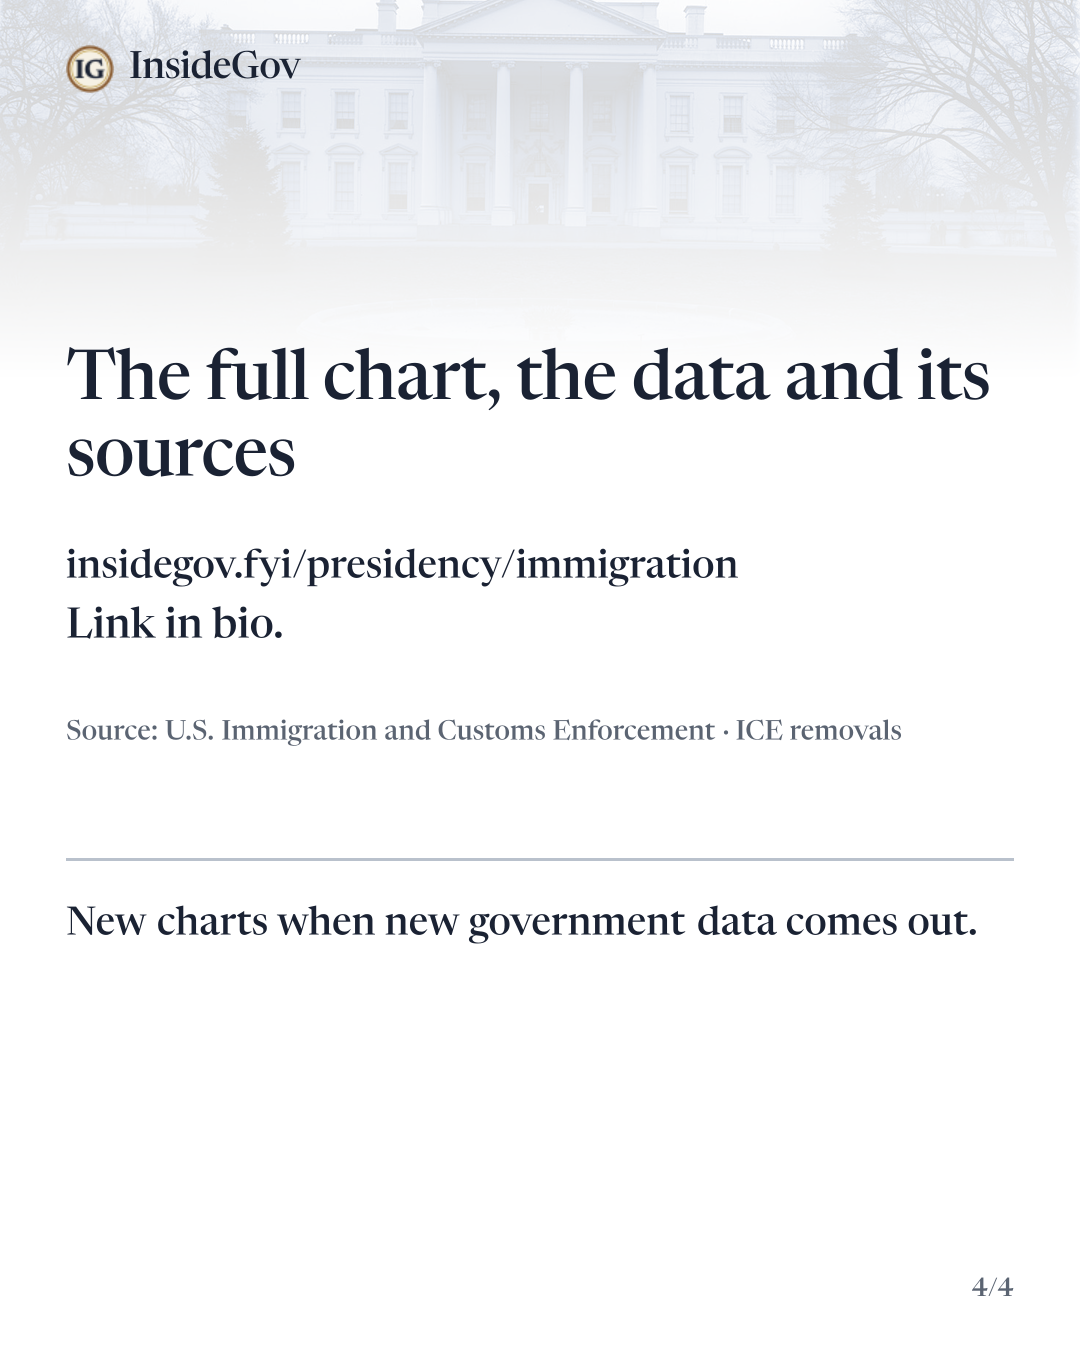 IG InsideGov
The full chart, the data and its
sources
insidegov.fyi/presidency/immigration
Link in bio.
Source: U.S. Immigration and Customs Enforcement · ICE removals
New charts when new government data comes out.
4/4